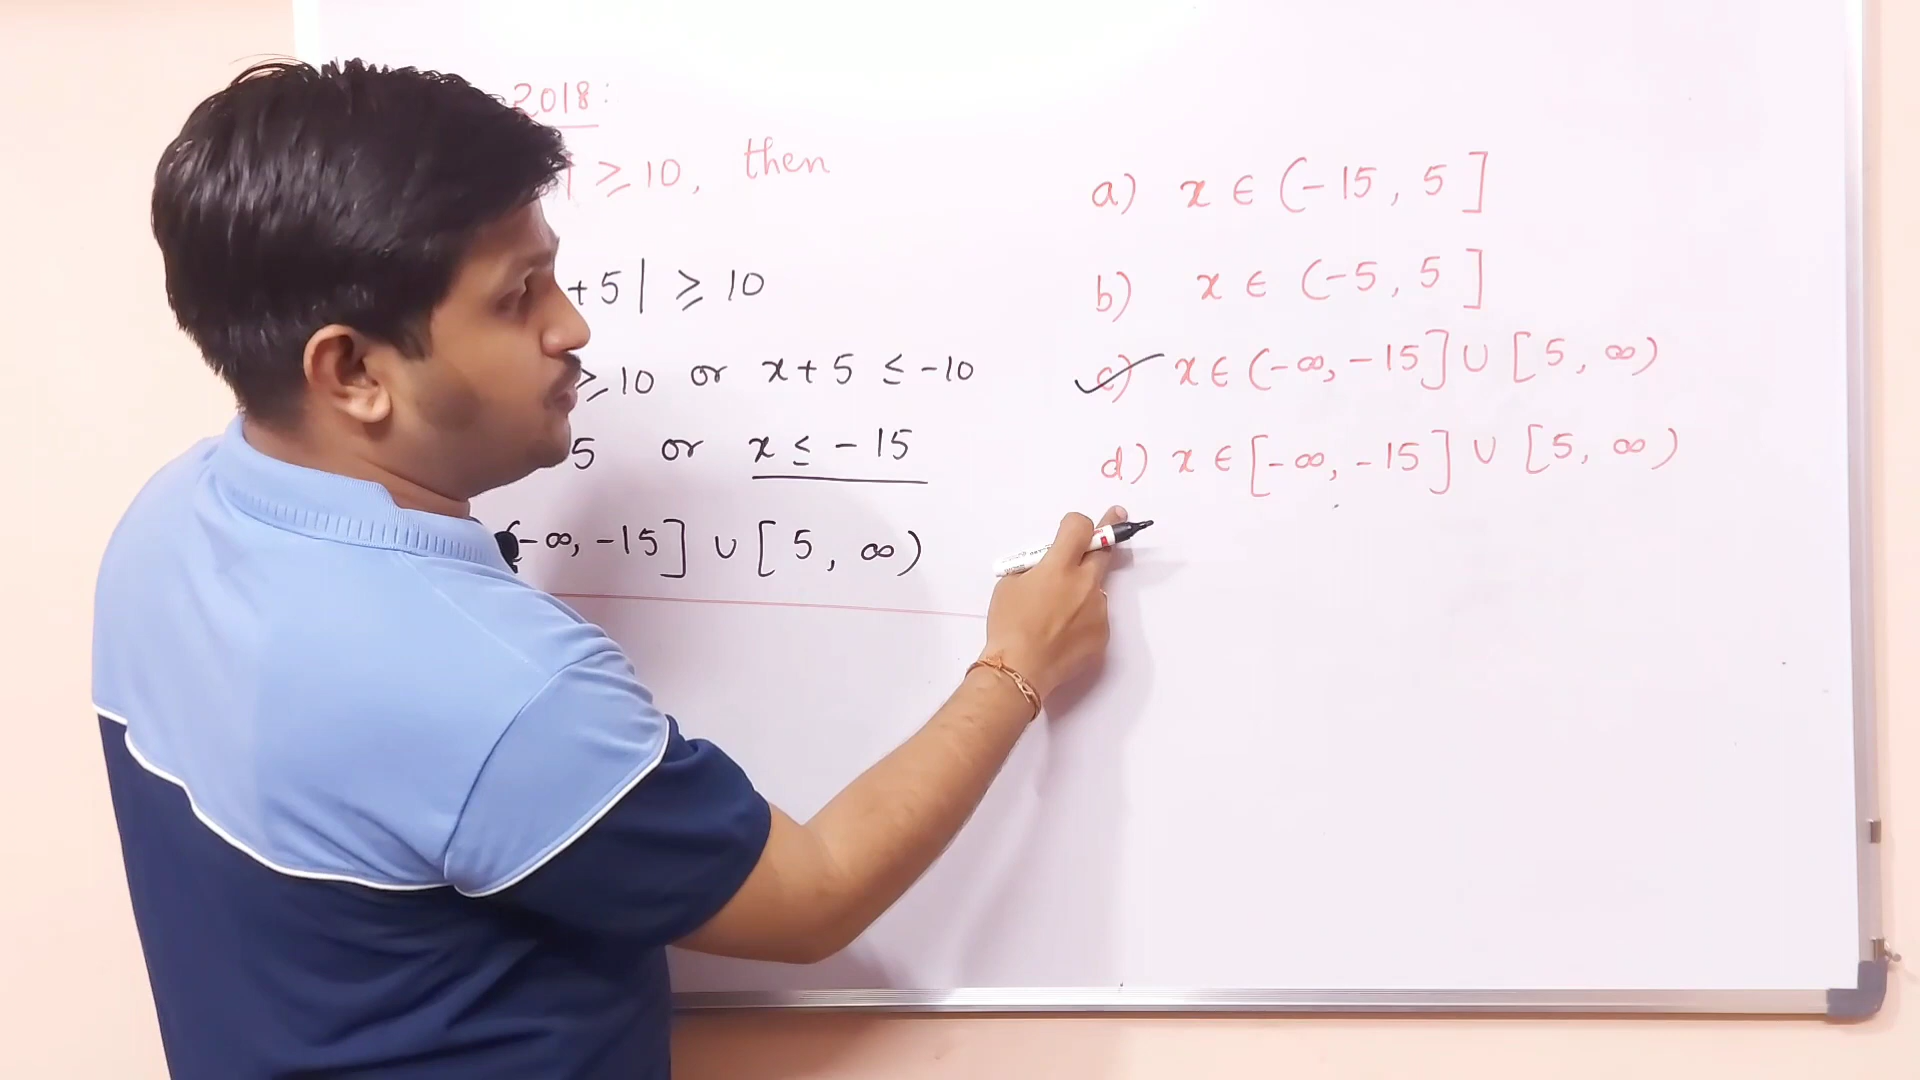 2018:
| ≥ 10, then
+ 5 | ≥ 10
≥ 10 or x + 5 ≤ -10
5 or x ≤ - 15
(-∞, -15] ∪ [5, ∞)
a) x ∈ (- 15, 5]
b) x ∈ (-5, 5]
c) x ∈ (-∞, -15] ∪ [5, ∞)
d) x ∈ [-∞, -15] ∪ [5, ∞)